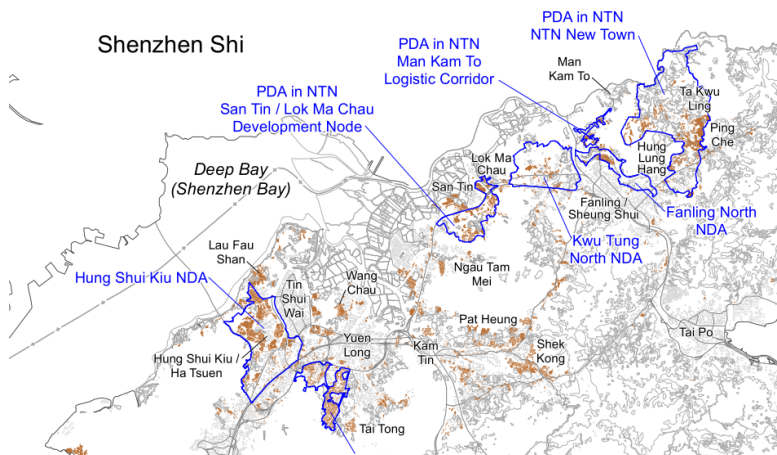 Shenzhen Shi
PDA in NTN
NTN New Town
PDA in NTN
Man Kam To
Logistic Corridor
Man
Kam To
PDA in NTN
San Tin / Lok Ma Chau
Development Node
Ta Kwu
Ling
Ping
Che
Hung
Lung
Hang
Deep Bay
(Shenzhen Bay)
Lok Ma
Chau
San Tin
Fanling /
Sheung Shui
Fanling North
NDA
Kwu Tung
North NDA
Lau Fau
Shan
Hung Shui Kiu NDA
Tin
Shui
Wai
Wang
Chau
Ngau Tam
Mei
Pat Heung
Tai Po
Yuen
Long
Kam
Tin
Shek
Kong
Hung Shui Kiu /
Ha Tsuen
Tai Tong